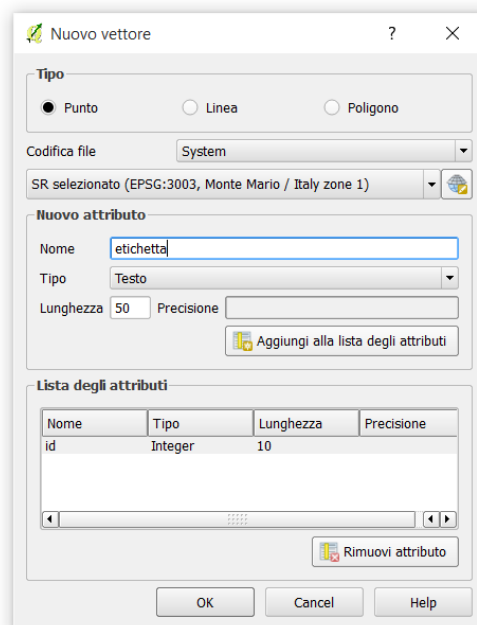 Nuovo vettore ?
Tipo
Punto Linea Poligono
Codifica file System
SR selezionato (EPSG:3003, Monte Mario / Italy zone 1)
Nuovo attributo
Nome etichetta
Tipo Testo
Lunghezza 50 Precisione
Aggiungi alla lista degli attributi
Lista degli attributi
Nome Tipo Lunghezza Precisione
id Integer 10
Rimuovi attributo
OK Cancel Help